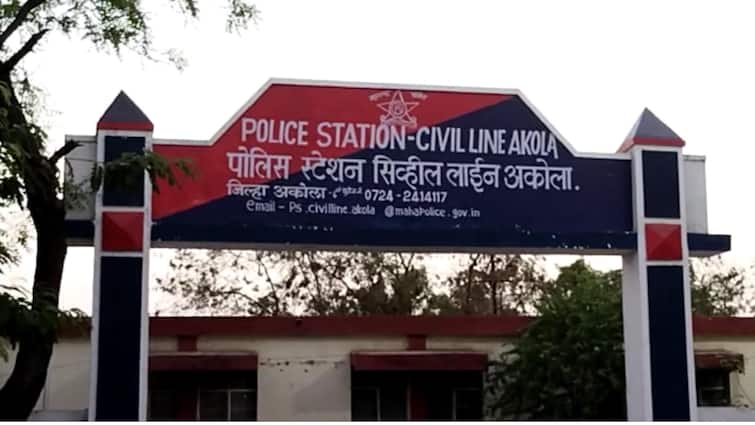 POLICE STATION-CIVIL LINE AKOLA
पोलिस स्टेशन सिव्हील लाईन अकोला.
जिल्हा अकोला 0724 - 2414117
email - Ps.civilline.akola @mahapolice.gov.in